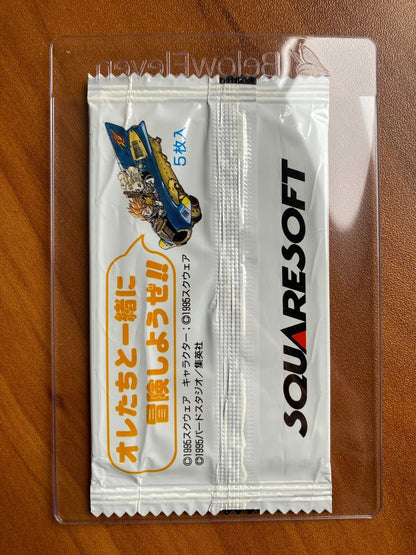 BelowEleven
オレたちと一緒に
冒険しようぜ!!
5枚入
©1995スクウェア キャラクター：©1995スクウェア
©1995バードスタジオ／集英社
SQUARESOFT